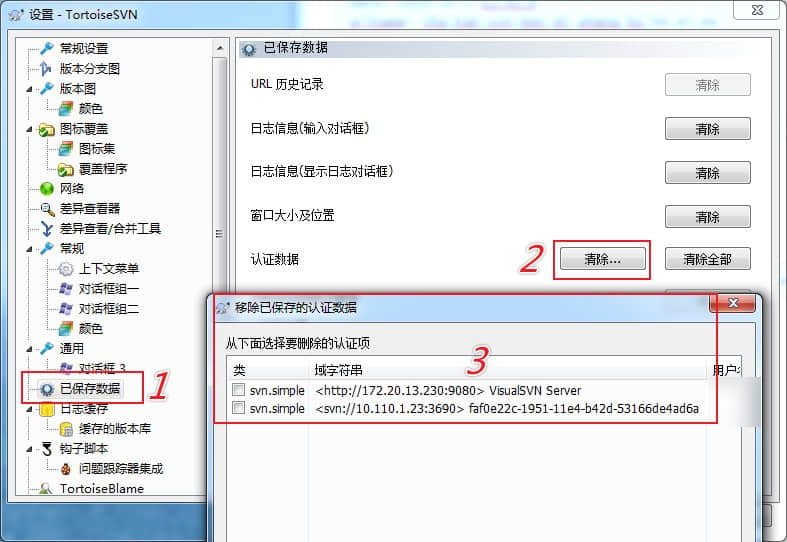 设置 - TortoiseSVN
常规设置
版本分支图
版本图
颜色
图标覆盖
图标集
覆盖程序
网络
差异查看器
差异查看/合并工具
常规
上下文菜单
对话框组一
对话框组二
颜色
通用
对话框 3
已保存数据
1
日志缓存
缓存的版本库
钩子脚本
问题跟踪器集成
TortoiseBlame
已保存数据
URL 历史记录
清除
日志信息(输入对话框)
清除
日志信息(显示日志对话框)
清除
窗口大小及位置
清除
认证数据
2
清除...
清除全部
移除已保存的认证数据
从下面选择要删除的认证项
3
类
域字符串
svn.simple
<http://172.20.13.230:9080> VisualSVN Server
svn.simple
<svn://10.110.1.23:3690> faf0e22c-1951-11e4-b42d-53166de4ad6a